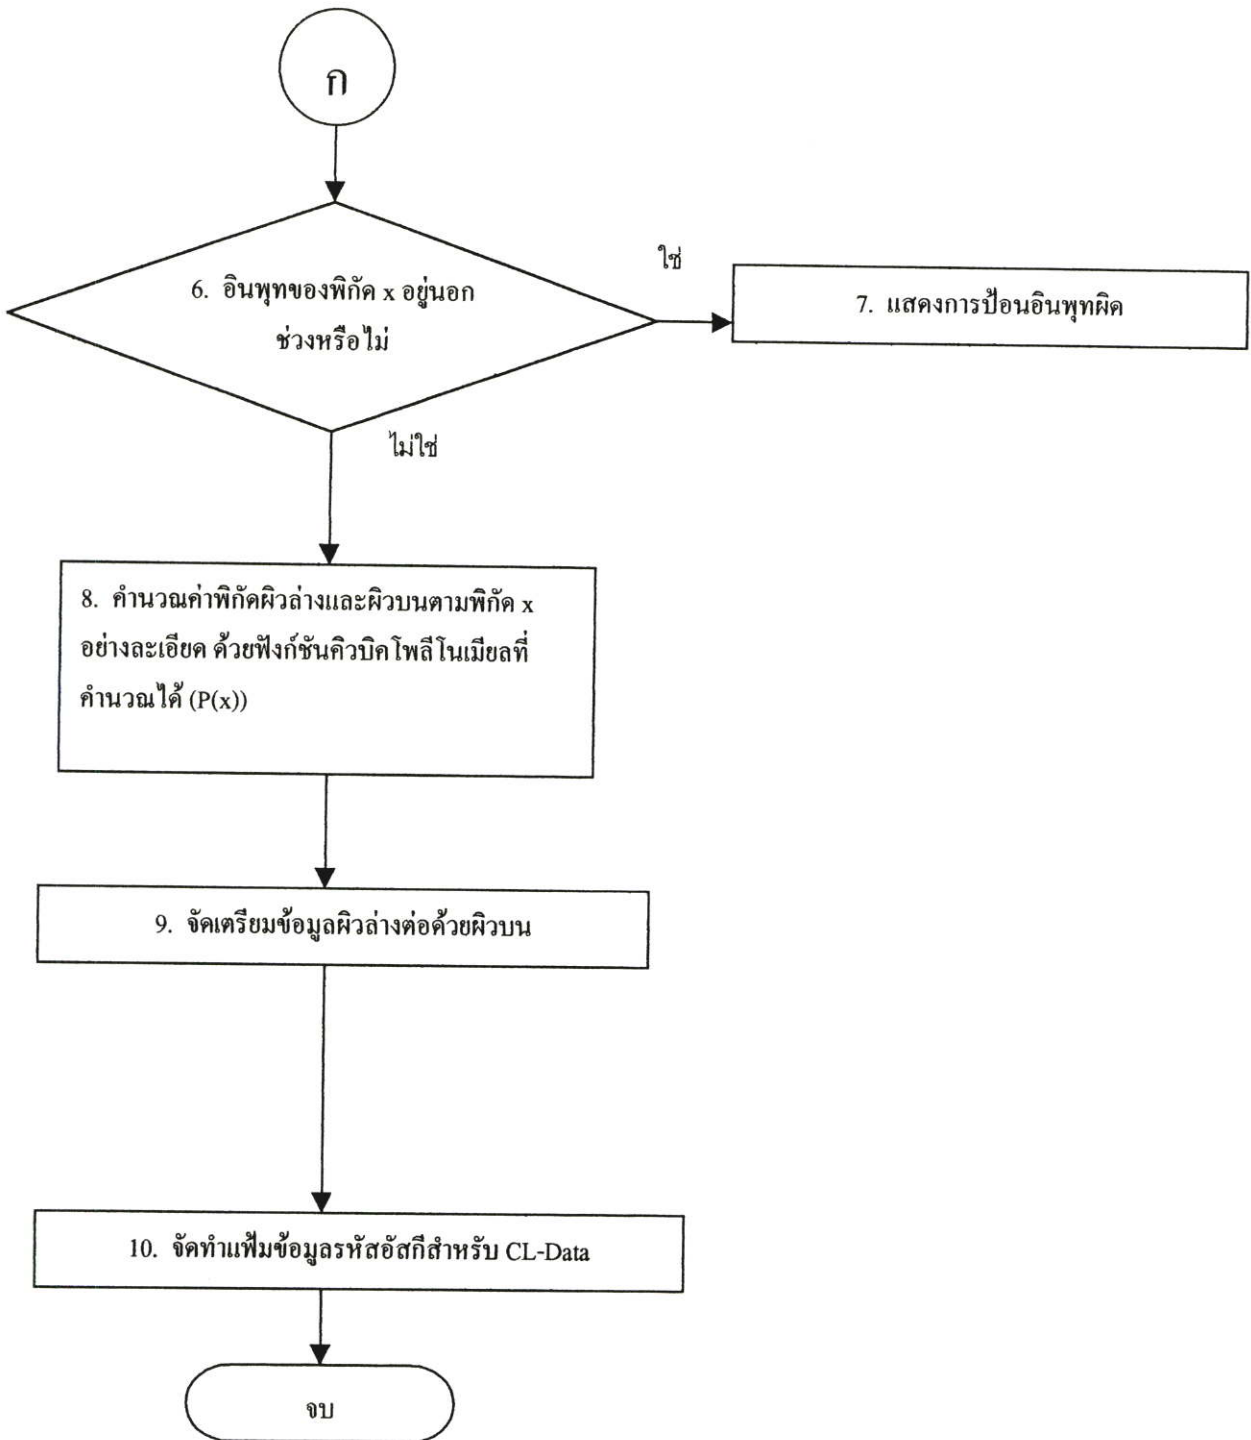 ก
6. อินพุทของพิกัด x อยู่นอก
ช่วงหรือไม่
ใช่
7. แสดงการป้อนอินพุทผิด
ไม่ใช่
8. คำนวณค่าพิกัดผิวล่างและผิวบนตามพิกัด x
อย่างละเอียด ด้วยฟังก์ชันคิวบิคโพลีโนเมียลที่
คำนวณได้ (P(x))
9. จัดเตรียมข้อมูลผิวล่างต่อด้วยผิวบน
10. จัดทำแฟ้มข้อมูลรหัสอัสกีสำหรับ CL-Data
จบ